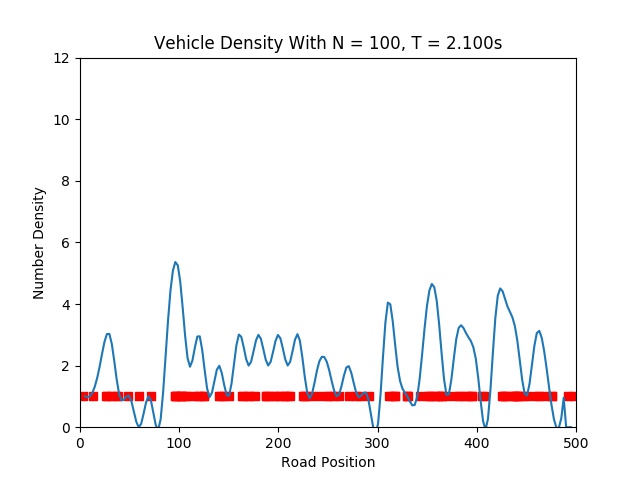 Vehicle Density With N = 100, T = 2.100s
12
10
8
6
4
2
0
Number Density
0 100 200 300 400 500
Road Position